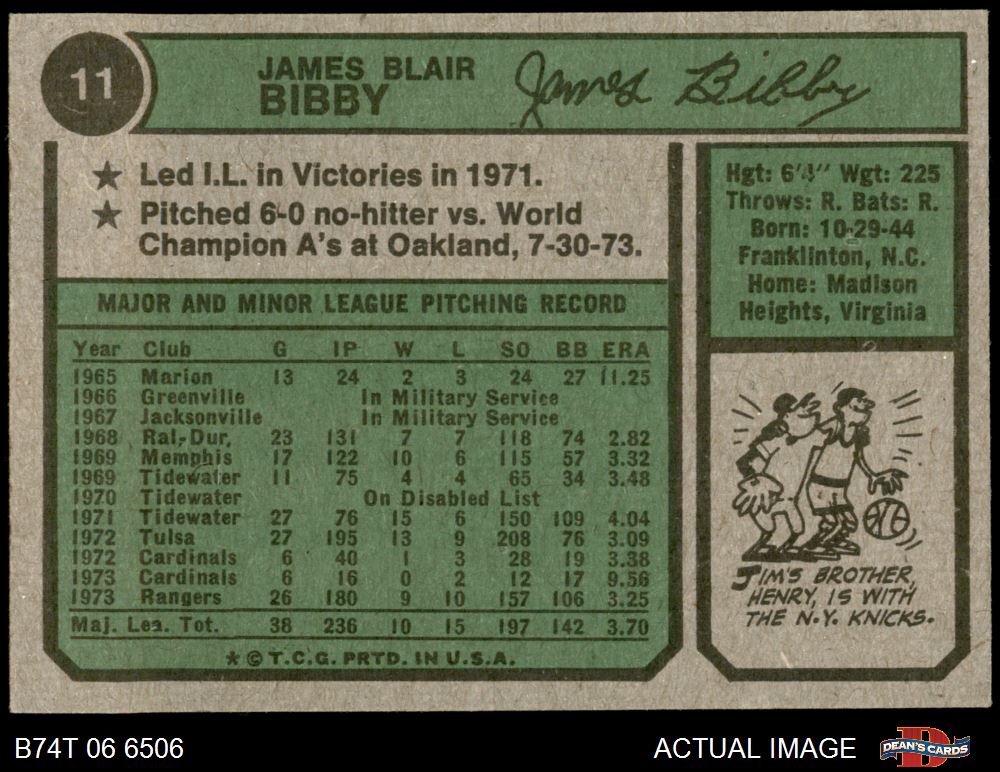 11
JAMES BLAIR
BIBBY
James Bibby
★ Led I.L. in Victories in 1971.
★ Pitched 6-0 no-hitter vs. World
Champion A's at Oakland, 7-30-73.
Hgt: 6'4" Wgt: 225
Throws: R. Bats: R.
Born: 10-29-44
Franklinton, N.C.
Home: Madison
Heights, Virginia
MAJOR AND MINOR LEAGUE PITCHING RECORD
Year Club G IP W L SO BB ERA
1965 Marion 13 24 2 3 24 27 11.25
1966 Greenville In Military Service
1967 Jacksonville In Military Service
1968 Ral,-Dur, 23 131 7 7 118 74 2.82
1969 Memphis 17 122 10 6 115 57 3.32
1969 Tidewater 11 75 4 4 65 34 3.48
1970 Tidewater On Disabled List
1971 Tidewater 27 76 15 6 150 109 4.04
1972 Tulsa 27 195 13 9 208 76 3.09
1972 Cardinals 6 40 1 3 28 19 3.38
1973 Cardinals 6 16 0 2 12 17 9.56
1973 Rangers 26 180 9 10 157 106 3.25
Maj. Lea. Tot. 38 236 10 15 197 142 3.70
★ © T.C.G. PRTD. IN U.S.A.
JIM'S BROTHER,
HENRY, IS WITH
THE N.Y. KNICKS.
B74T 06 6506
ACTUAL IMAGE
D
DEAN'S CARDS